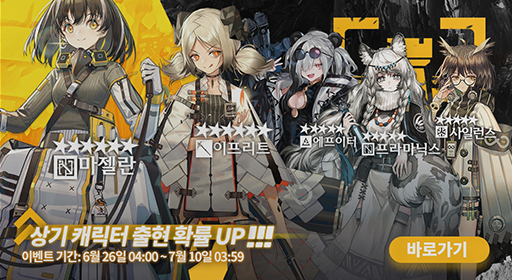 ★★★★★★
마젤란
★★★★★★
이프리트
★★★★★
에프이터
★★★★★
프라마닉스
★★★★★
사일런스
상기 캐릭터 출현 확률 UP!!!
이벤트 기간: 6월 26일 04:00 ~ 7월 10일 03:59
바로가기